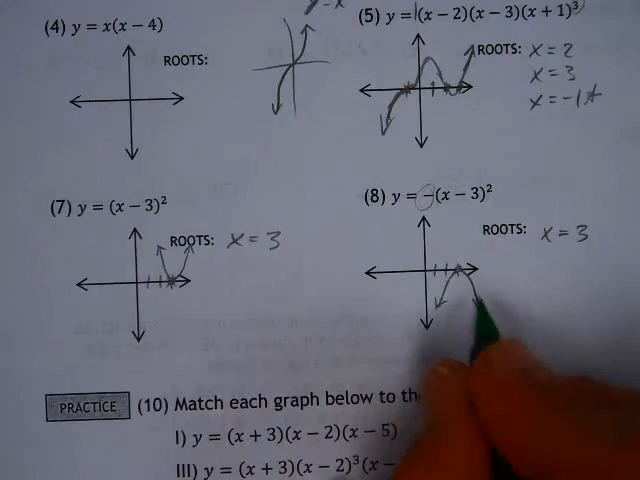 (4) y = x(x − 4)
ROOTS:
(5) y = (x − 2)(x − 3)(x + 1)³
ROOTS: x = 2
x = 3
x = −1
(7) y = (x − 3)²
ROOTS: x = 3
(8) y = −(x − 3)²
ROOTS: x = 3
PRACTICE (10) Match each graph below to
I) y = (x + 3)(x − 2)(x − 5)
III) y = (x + 3)(x − 2)³(x −